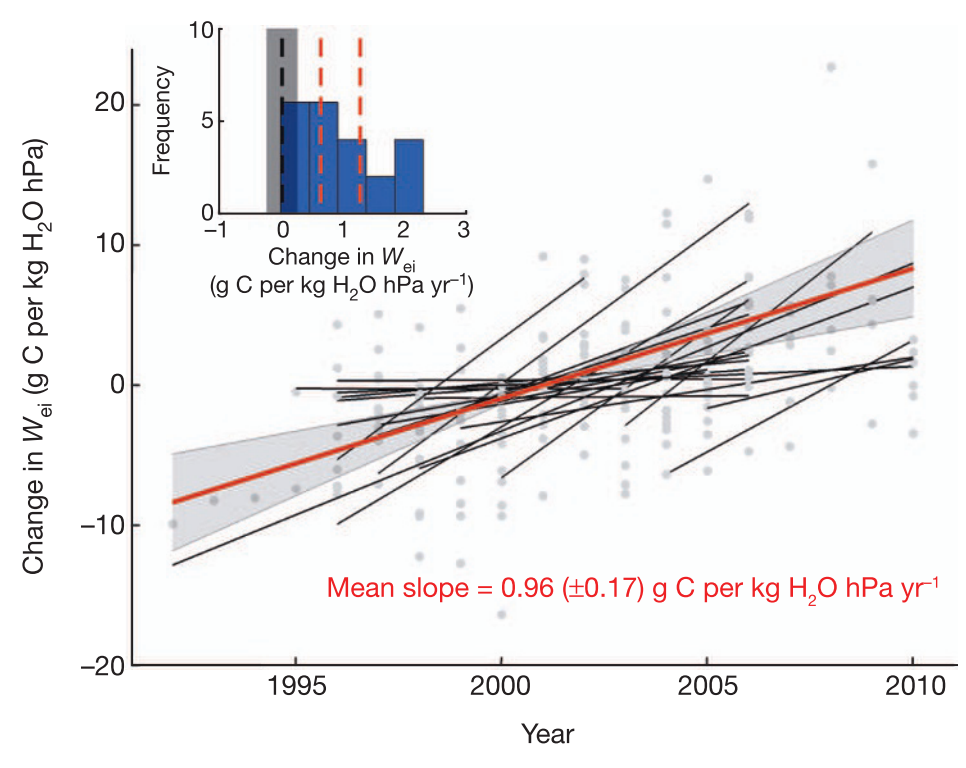 10
5
0
Frequency
−1 0 1 2 3
Change in Wei
(g C per kg H2O hPa yr−1)
20
10
0
−10
−20
Change in Wei (g C per kg H2O hPa)
Mean slope = 0.96 (±0.17) g C per kg H2O hPa yr−1
1995 2000 2005 2010
Year